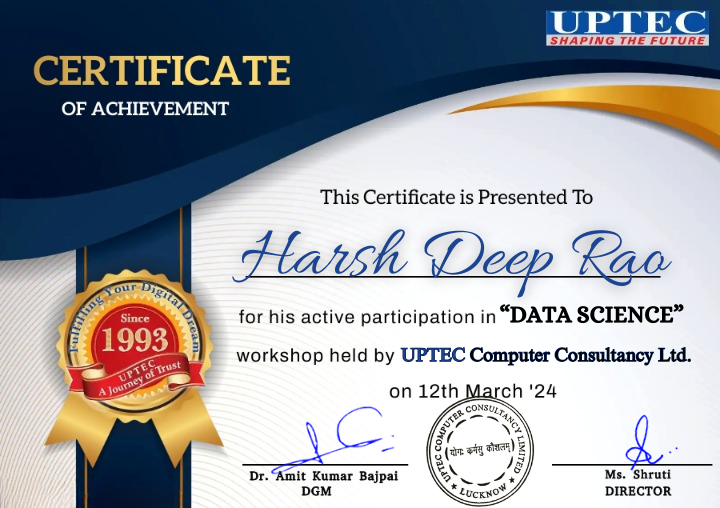 UPTEC
SHAPING THE FUTURE
CERTIFICATE
OF ACHIEVEMENT
This Certificate is Presented To
Harsh Deep Rao
for his active participation in “DATA SCIENCE”
workshop held by UPTEC Computer Consultancy Ltd.
on 12th March '24
Fulfilling Your Digital Dream
Since
1993
UPTEC
A Journey of Trust
UPTEC COMPUTER CONSULTANCY LIMITED
योगः कर्मसु कौशलम्
LUCKNOW
Dr. Amit Kumar Bajpai
DGM
Ms. Shruti
DIRECTOR